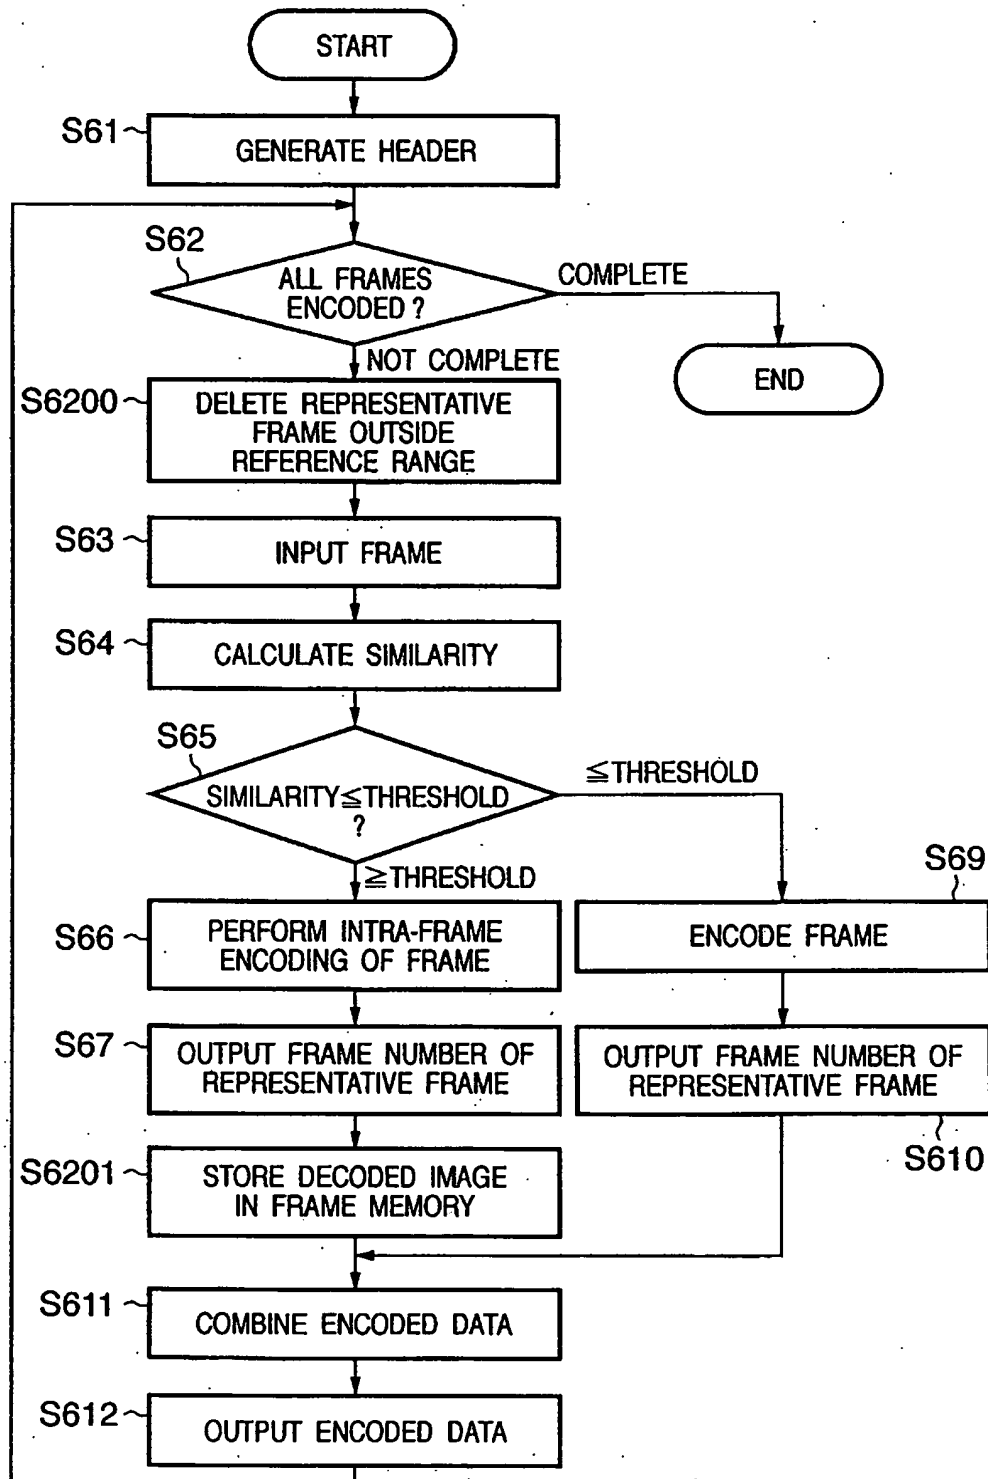 START
S61
GENERATE HEADER
S62
ALL FRAMES
ENCODED ?
COMPLETE
NOT COMPLETE
END
S6200
DELETE REPRESENTATIVE
FRAME OUTSIDE
REFERENCE RANGE
S63
INPUT FRAME
S64
CALCULATE SIMILARITY
S65
SIMILARITY≦THRESHOLD
?
≦THRESHOLD
≧THRESHOLD
S66
PERFORM INTRA-FRAME
ENCODING OF FRAME
S69
ENCODE FRAME
S67
OUTPUT FRAME NUMBER OF
REPRESENTATIVE FRAME
OUTPUT FRAME NUMBER OF
REPRESENTATIVE FRAME
S610
S6201
STORE DECODED IMAGE
IN FRAME MEMORY
S611
COMBINE ENCODED DATA
S612
OUTPUT ENCODED DATA